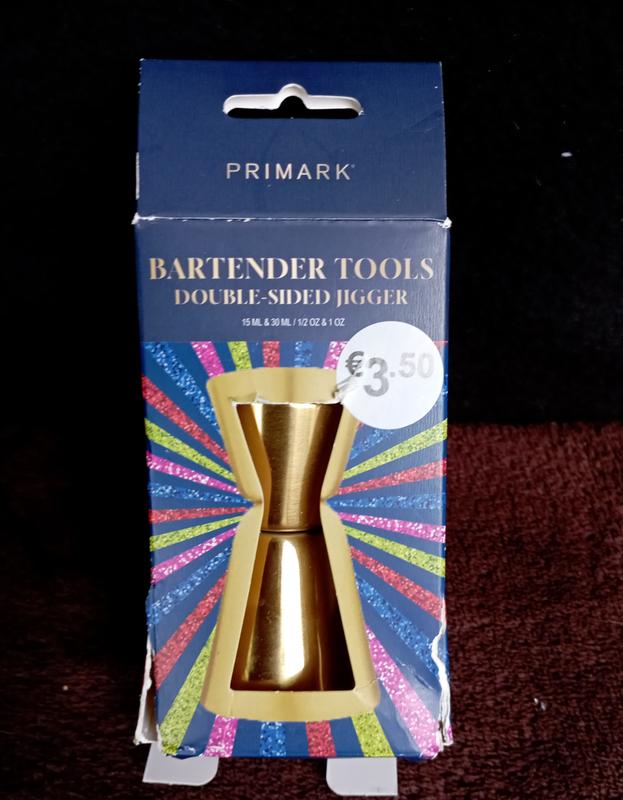 PRIMARK®
BARTENDER TOOLS
DOUBLE-SIDED JIGGER
15 ML & 30 ML / 1/2 OZ & 1 OZ
€3.50